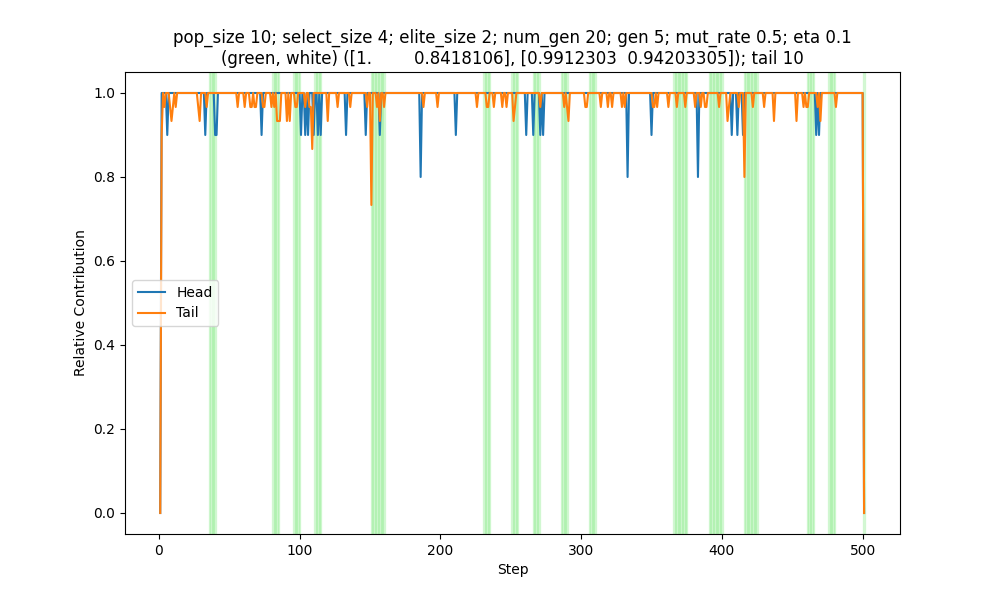 pop_size 10; select_size 4; elite_size 2; num_gen 20; gen 5; mut_rate 0.5; eta 0.1
(green, white) ([1. 0.8418106], [0.9912303 0.94203305]); tail 10
1.0
0.8
0.6
0.4
0.2
0.0
Relative Contribution
Head
Tail
0 100 200 300 400 500
Step